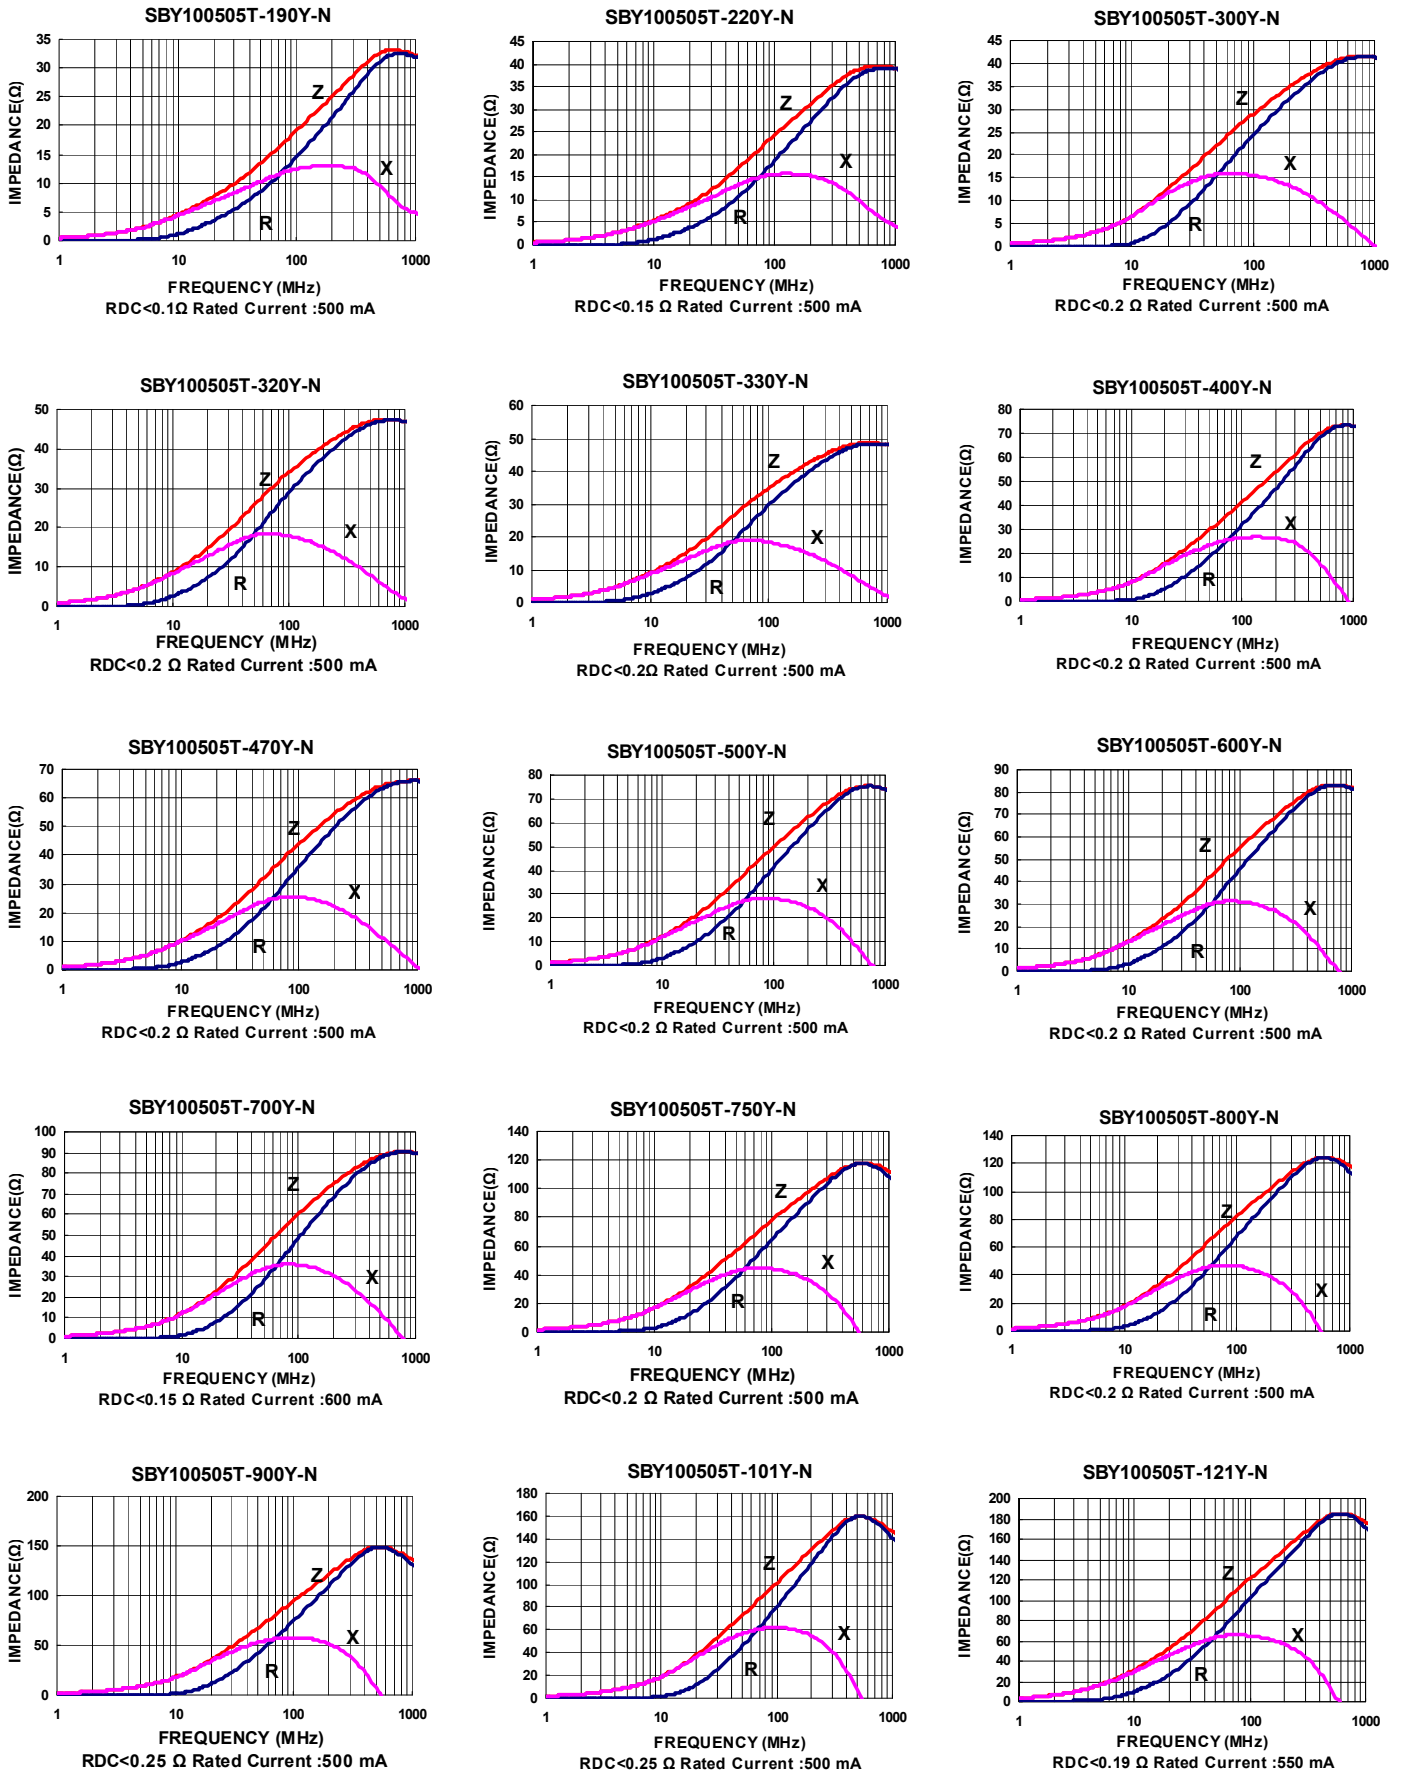 SBY100505T-190Y-N
35
30
25
20
15
10
5
0
IMPEDANCE(Ω)
Z
X
R
1
10
100
1000
FREQUENCY (MHz)
RDC<0.1Ω Rated Current :500 mA
SBY100505T-220Y-N
45
40
35
30
25
20
15
10
5
0
IMPEDANCE(Ω)
Z
X
R
1
10
100
1000
FREQUENCY (MHz)
RDC<0.15 Ω Rated Current :500 mA
SBY100505T-300Y-N
45
40
35
30
25
20
15
10
5
0
IMPEDANCE(Ω)
Z
X
R
1
10
100
1000
FREQUENCY (MHz)
RDC<0.2 Ω Rated Current :500 mA
SBY100505T-320Y-N
50
40
30
20
10
0
IMPEDANCE(Ω)
Z
X
R
1
10
100
1000
FREQUENCY (MHz)
RDC<0.2 Ω Rated Current :500 mA
SBY100505T-330Y-N
60
50
40
30
20
10
0
IMPEDANCE(Ω)
Z
X
R
1
10
100
1000
FREQUENCY (MHz)
RDC<0.2Ω Rated Current :500 mA
SBY100505T-400Y-N
80
70
60
50
40
30
20
10
0
IMPEDANCE(Ω)
Z
X
R
1
10
100
1000
FREQUENCY (MHz)
RDC<0.2 Ω Rated Current :500 mA
SBY100505T-470Y-N
70
60
50
40
30
20
10
0
IMPEDANCE(Ω)
Z
X
R
1
10
100
1000
FREQUENCY (MHz)
RDC<0.2 Ω Rated Current :500 mA
SBY100505T-500Y-N
80
70
60
50
40
30
20
10
0
IMPEDANCE(Ω)
Z
X
R
1
10
100
1000
FREQUENCY (MHz)
RDC<0.2 Ω Rated Current :500 mA
SBY100505T-600Y-N
90
80
70
60
50
40
30
20
10
0
IMPEDANCE(Ω)
Z
X
R
1
10
100
1000
FREQUENCY (MHz)
RDC<0.2 Ω Rated Current :500 mA
SBY100505T-700Y-N
100
90
80
70
60
50
40
30
20
10
0
IMPEDANCE(Ω)
Z
X
R
1
10
100
1000
FREQUENCY (MHz)
RDC<0.15 Ω Rated Current :600 mA
SBY100505T-750Y-N
140
120
100
80
60
40
20
0
IMPEDANCE(Ω)
Z
X
R
1
10
100
1000
FREQUENCY (MHz)
RDC<0.2 Ω Rated Current :500 mA
SBY100505T-800Y-N
140
120
100
80
60
40
20
0
IMPEDANCE(Ω)
Z
X
R
1
10
100
1000
FREQUENCY (MHz)
RDC<0.2 Ω Rated Current :500 mA
SBY100505T-900Y-N
200
150
100
50
0
IMPEDANCE(Ω)
Z
X
R
1
10
100
1000
FREQUENCY (MHz)
RDC<0.25 Ω Rated Current :500 mA
SBY100505T-101Y-N
180
160
140
120
100
80
60
40
20
0
IMPEDANCE(Ω)
Z
X
R
1
10
100
1000
FREQUENCY (MHz)
RDC<0.25 Ω Rated Current :500 mA
SBY100505T-121Y-N
200
180
160
140
120
100
80
60
40
20
0
IMPEDANCE(Ω)
Z
X
R
1
10
100
1000
FREQUENCY (MHz)
RDC<0.19 Ω Rated Current :550 mA